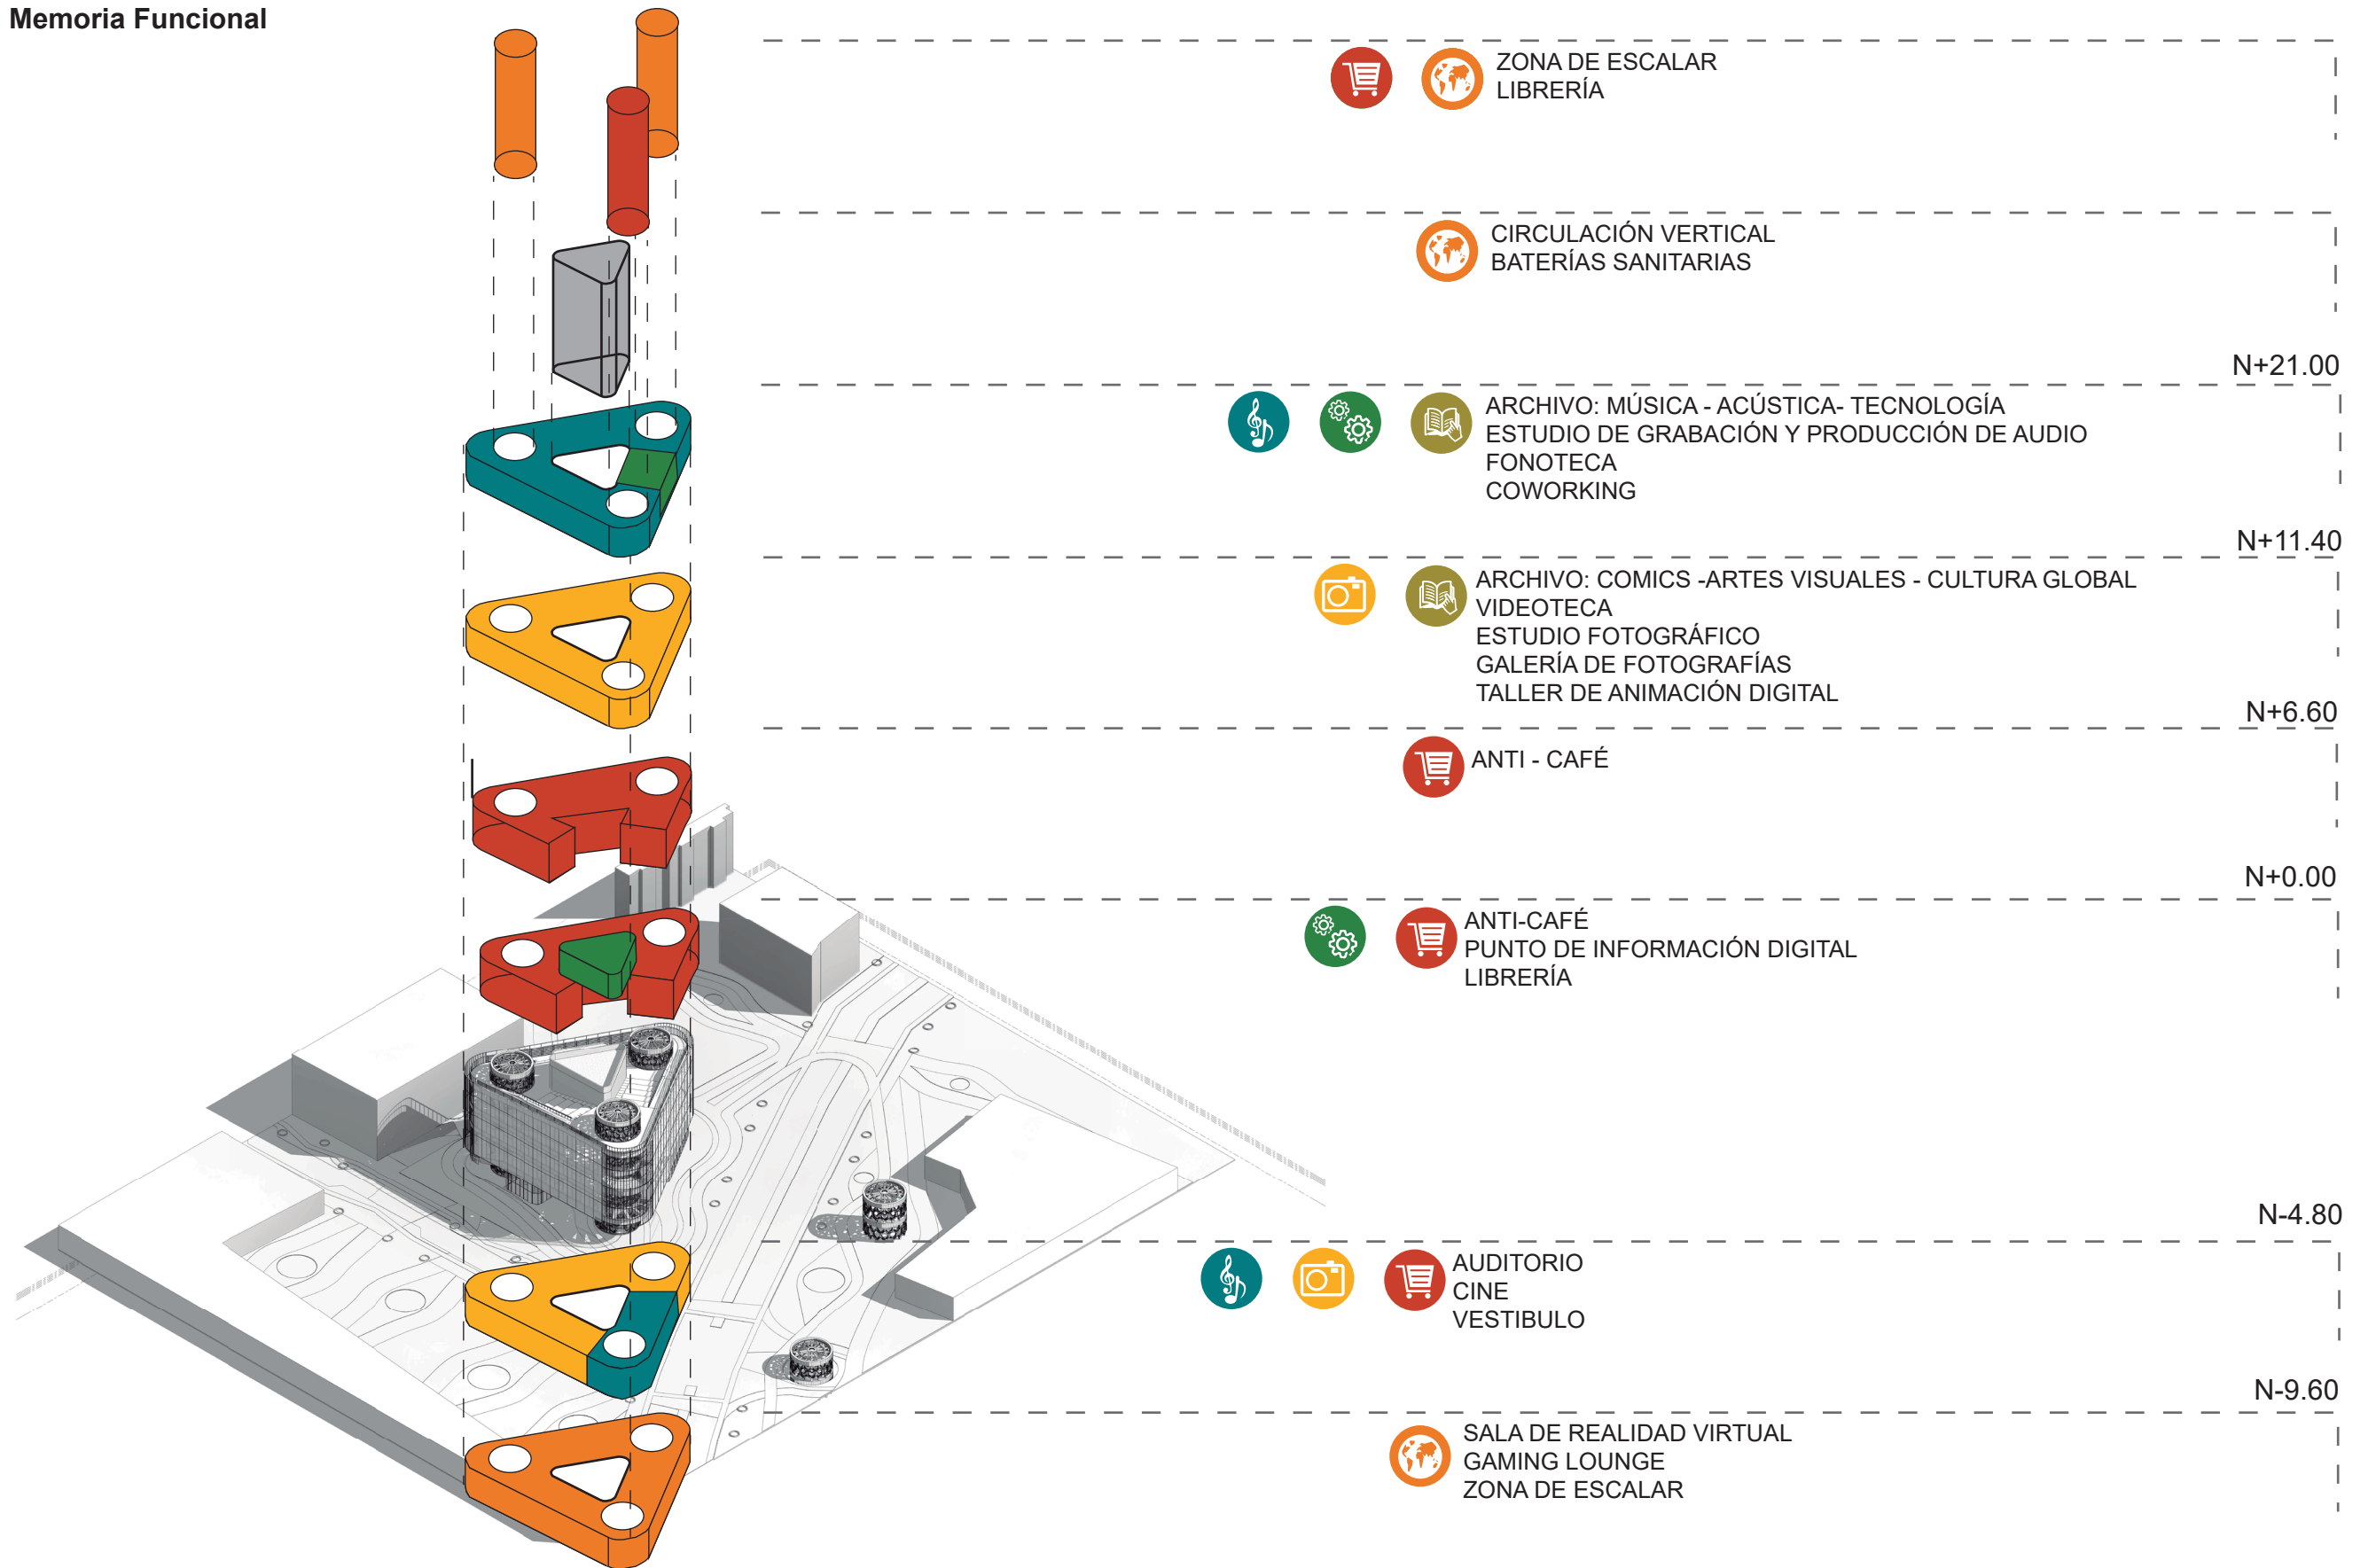 Memoria Funcional
ZONA DE ESCALAR
LIBRERÍA
CIRCULACIÓN VERTICAL
BATERÍAS SANITARIAS
N+21.00
ARCHIVO: MÚSICA - ACÚSTICA- TECNOLOGÍA
ESTUDIO DE GRABACIÓN Y PRODUCCIÓN DE AUDIO
FONOTECA
COWORKING
N+11.40
ARCHIVO: COMICS -ARTES VISUALES - CULTURA GLOBAL
VIDEOTECA
ESTUDIO FOTOGRÁFICO
GALERÍA DE FOTOGRAFÍAS
TALLER DE ANIMACIÓN DIGITAL
N+6.60
ANTI - CAFÉ
N+0.00
ANTI-CAFÉ
PUNTO DE INFORMACIÓN DIGITAL
LIBRERÍA
N-4.80
AUDITORIO
CINE
VESTIBULO
N-9.60
SALA DE REALIDAD VIRTUAL
GAMING LOUNGE
ZONA DE ESCALAR